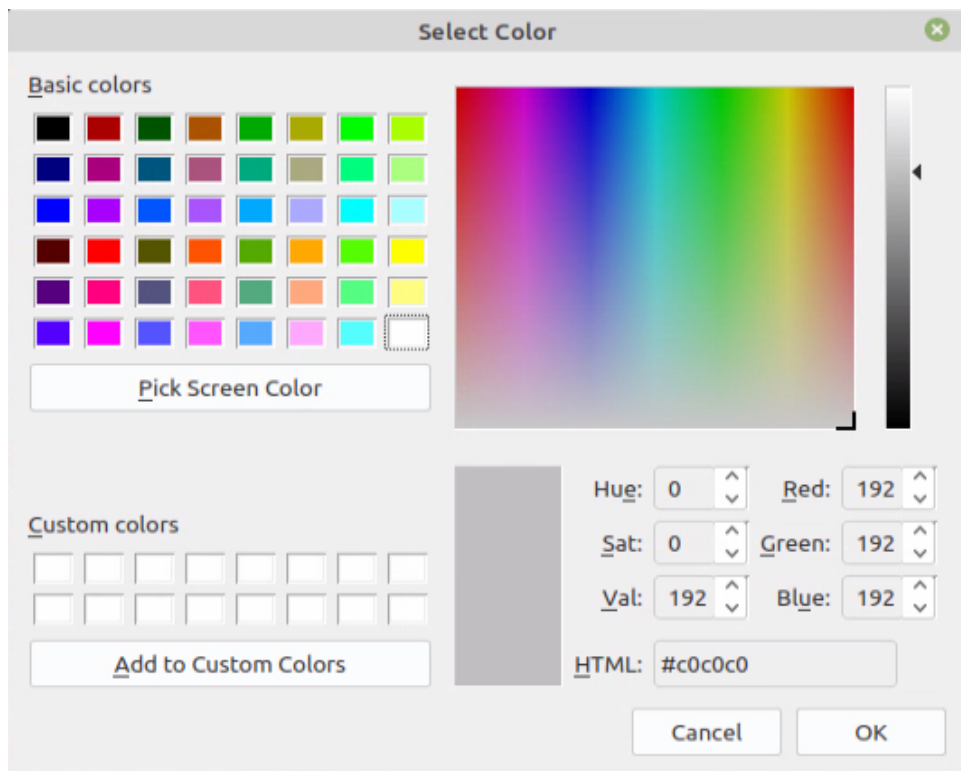 Select Color
Basic colors
Pick Screen Color
Custom colors
Add to Custom Colors
Hue: 0 Red: 192
Sat: 0 Green: 192
Val: 192 Blue: 192
HTML: #c0c0c0
Cancel OK